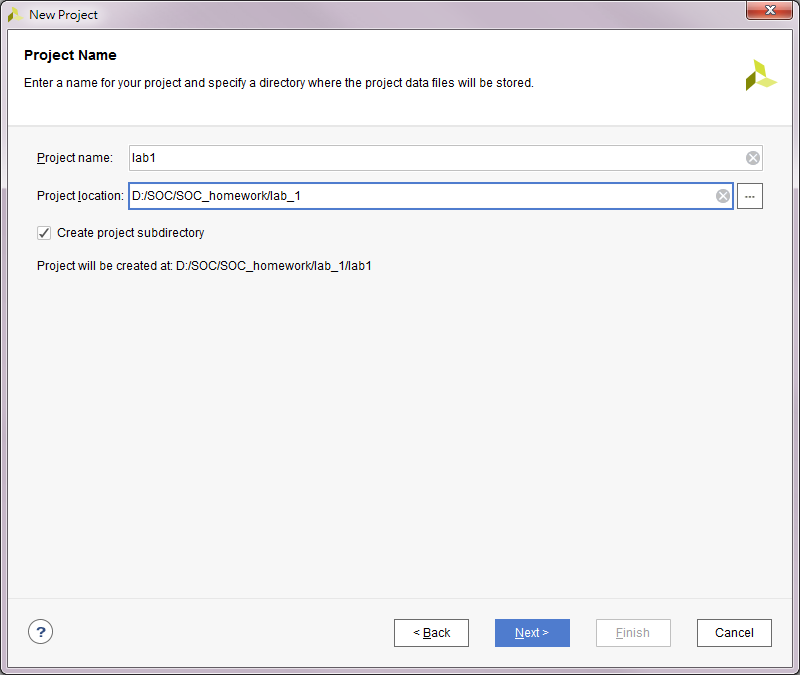 New Project
Project Name
Enter a name for your project and specify a directory where the project data files will be stored.
Project name: lab1
Project location: D:/SOC/SOC_homework/lab_1 ...
Create project subdirectory
Project will be created at: D:/SOC/SOC_homework/lab_1/lab1
? < Back Next > Finish Cancel